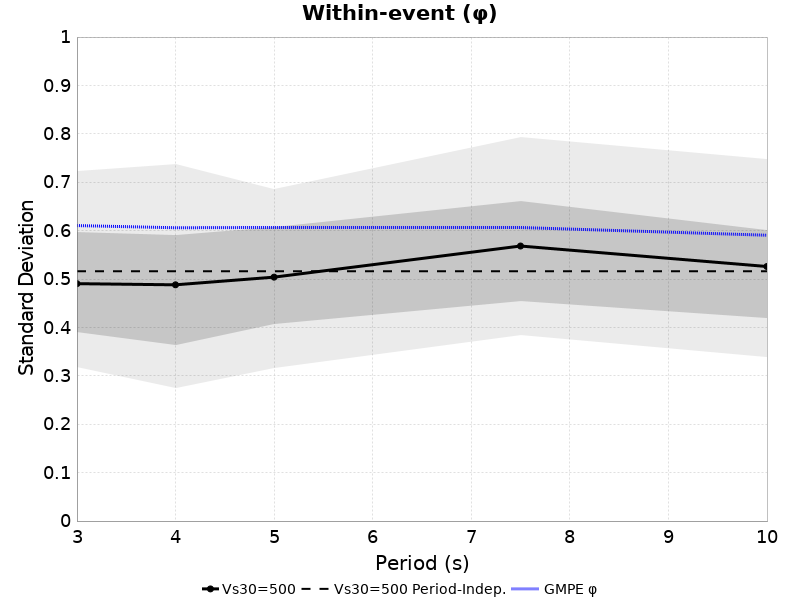 Within-event (φ)
1
0.9
0.8
0.7
0.6
0.5
0.4
0.3
0.2
0.1
0
Standard Deviation
3 4 5 6 7 8 9 10
Period (s)
Vs30=500 Vs30=500 Period-Indep. GMPE φ